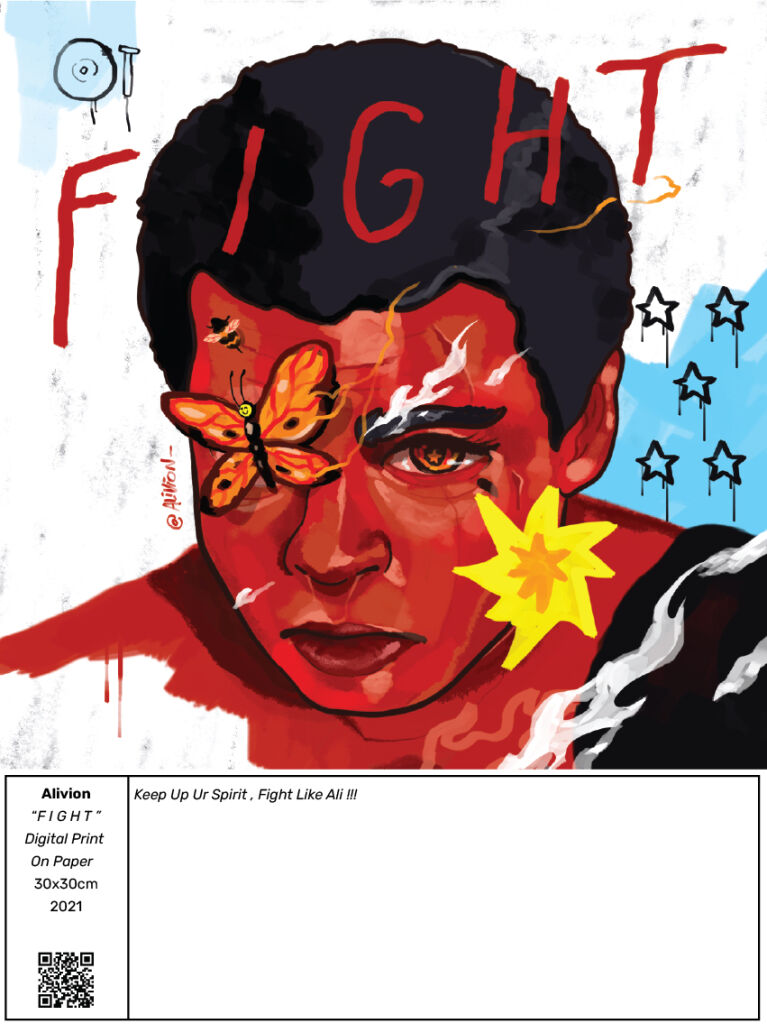 FIGHT
@ALIVION-
Alivion
“F I G H T ”
Digital Print
On Paper
30x30cm
2021
Keep Up Ur Spirit , Fight Like Ali !!!